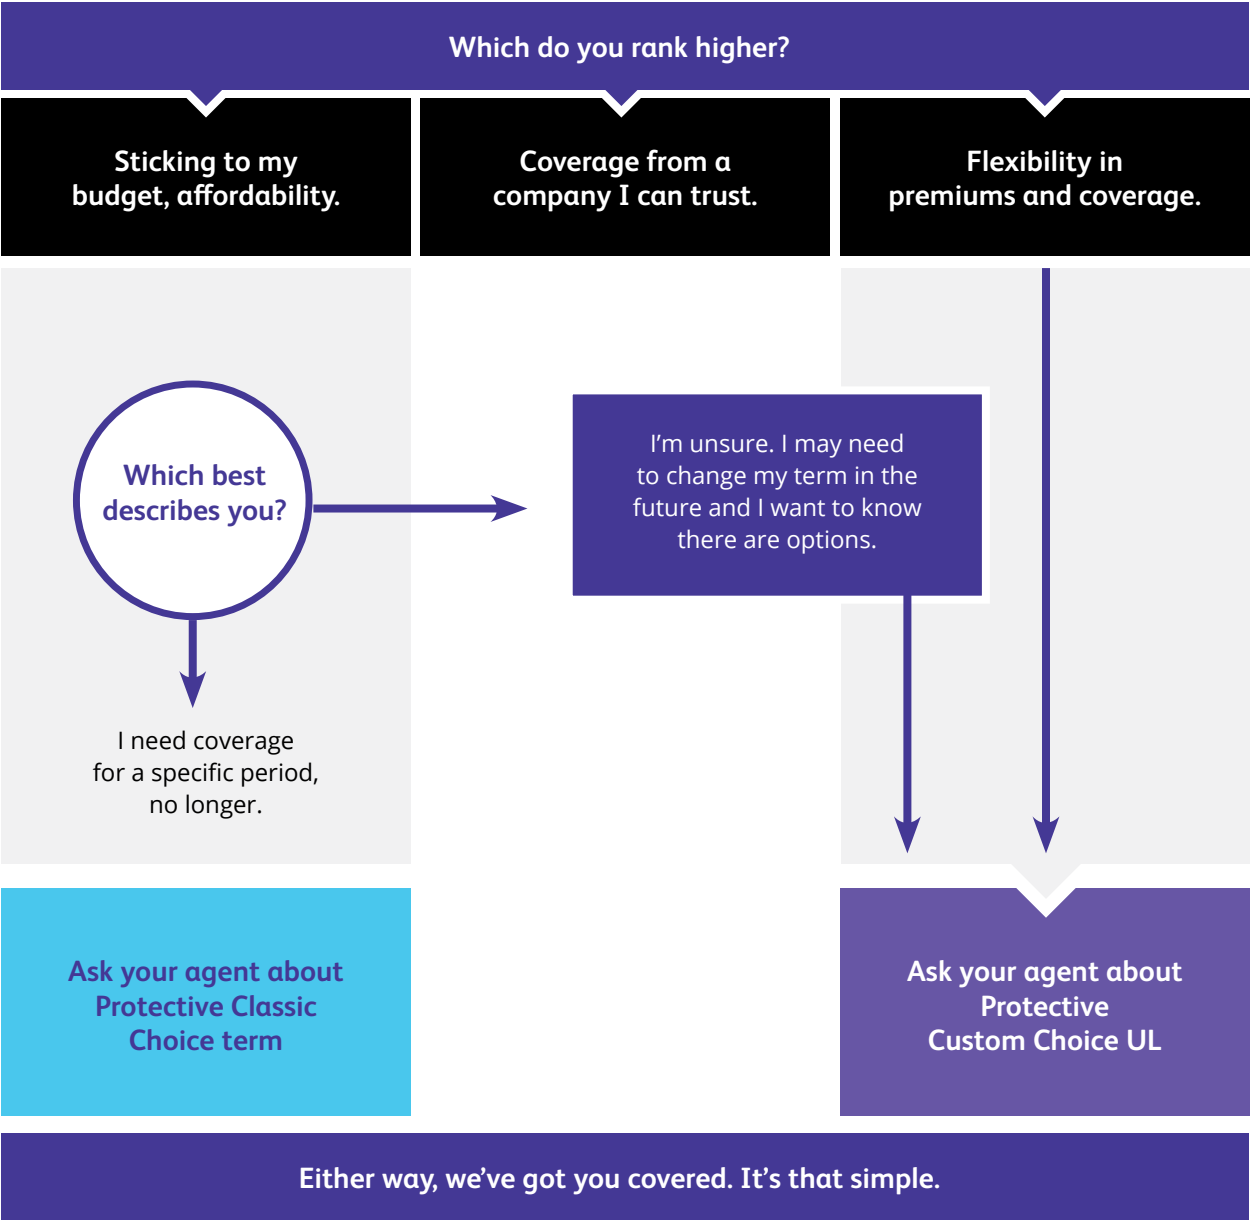 Which do you rank higher?
Sticking to my
budget, affordability.
Coverage from a
company I can trust.
Flexibility in
premiums and coverage.
Which best
describes you?
I’m unsure. I may need
to change my term in the
future and I want to know
there are options.
I need coverage
for a specific period,
no longer.
Ask your agent about
Protective Classic
Choice term
Ask your agent about
Protective
Custom Choice UL
Either way, we’ve got you covered. It’s that simple.